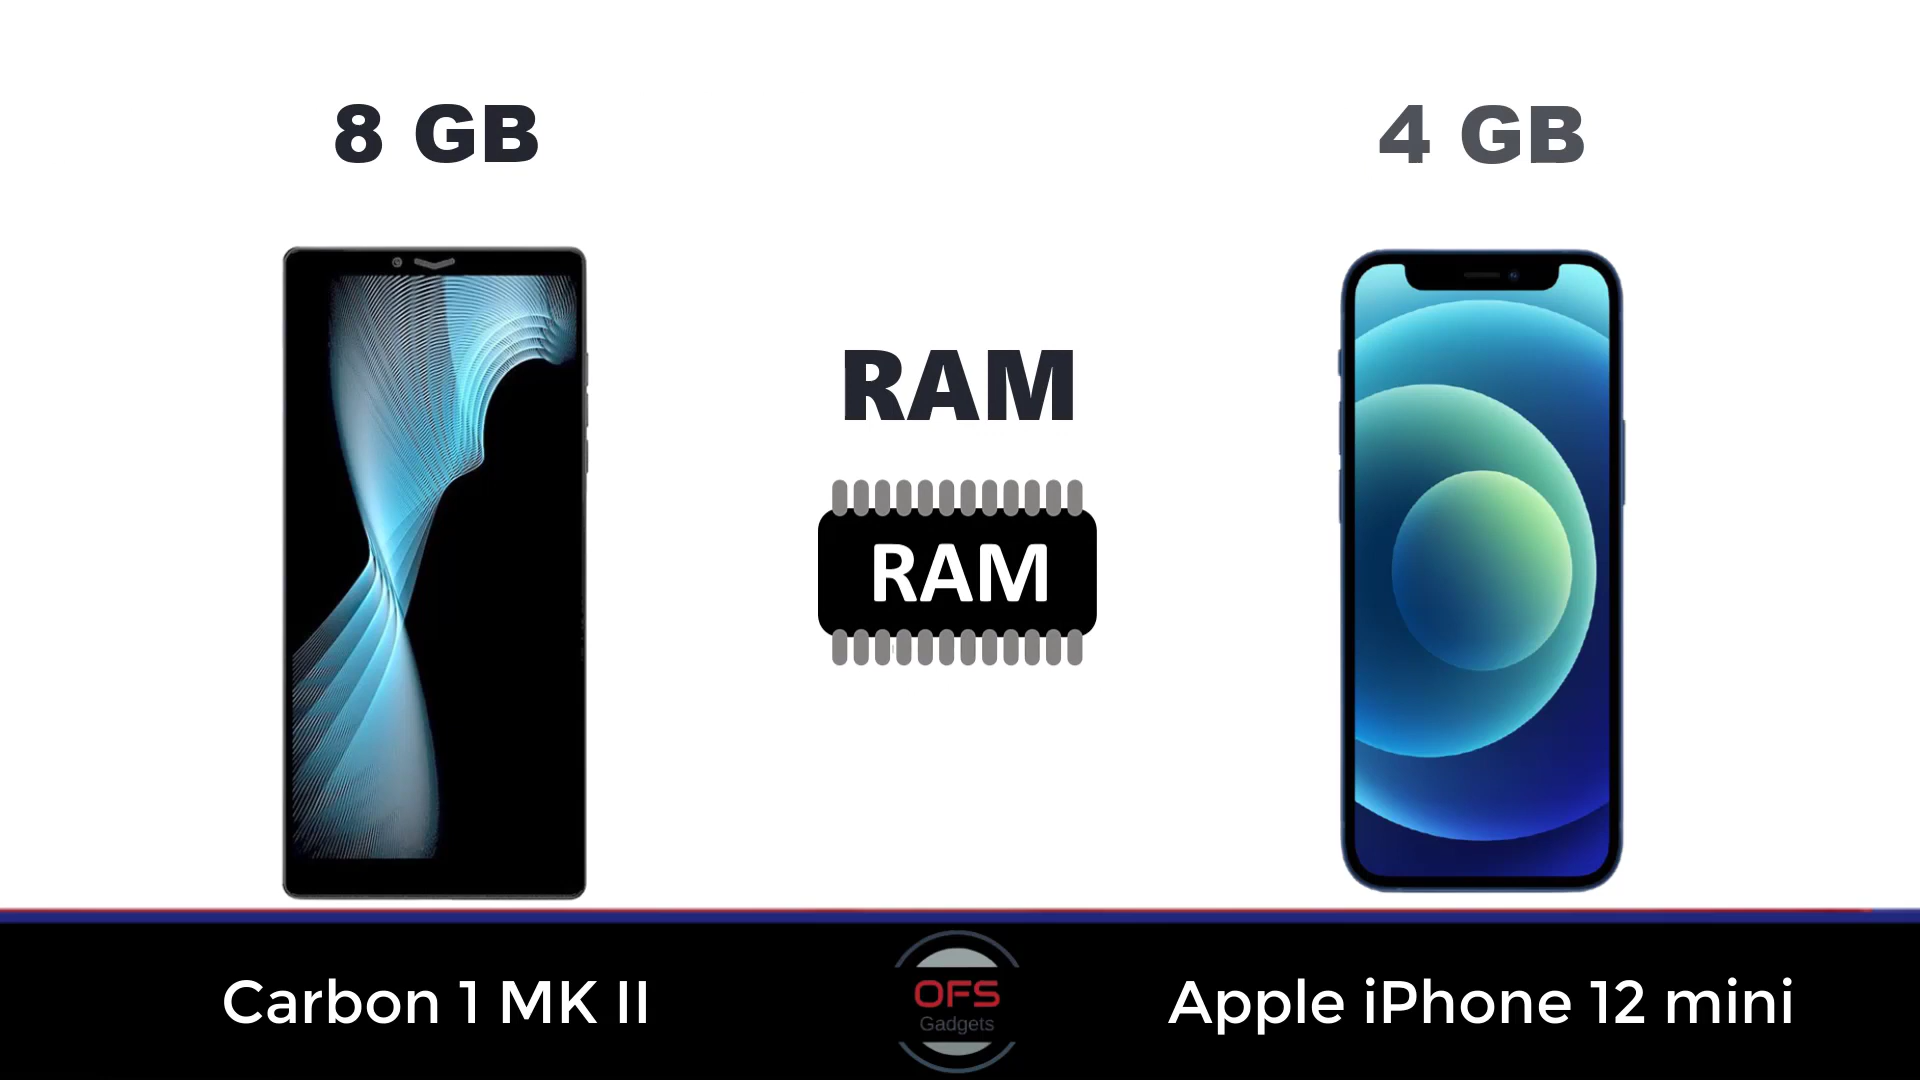 8 GB
4 GB
RAM
RAM
Carbon 1 MK II
OFS
Gadgets
Apple iPhone 12 mini